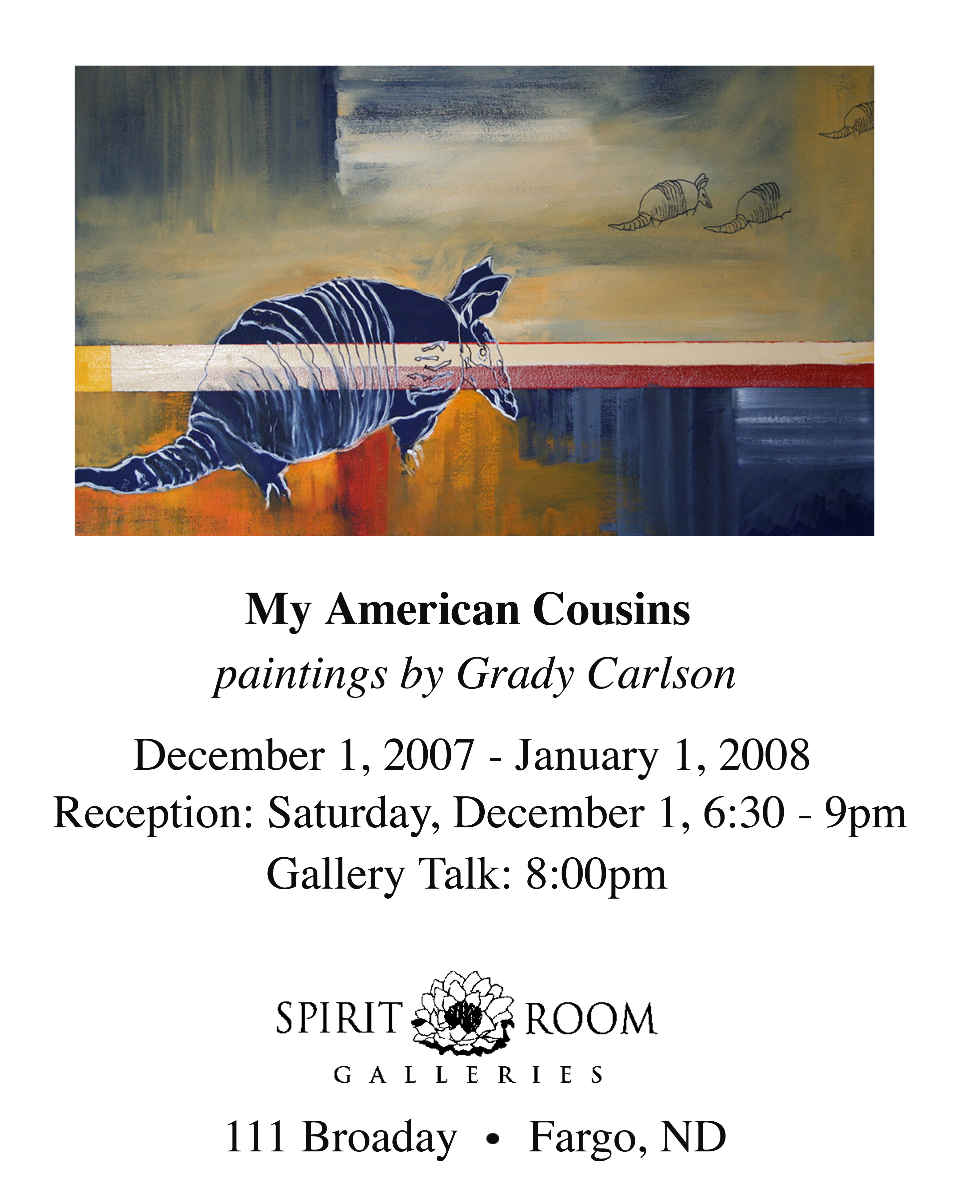 My American Cousins
paintings by Grady Carlson
December 1, 2007 - January 1, 2008
Reception: Saturday, December 1, 6:30 - 9pm
Gallery Talk: 8:00pm
SPIRIT ROOM
GALLERIES
111 Broaday • Fargo, ND